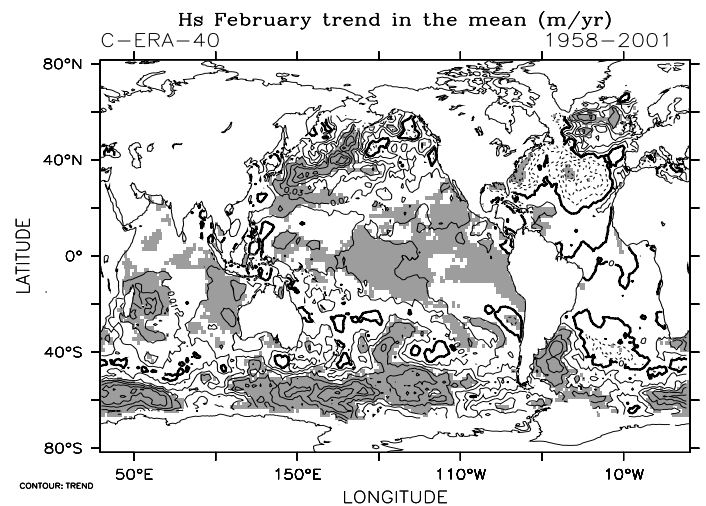 Hs February trend in the mean (m/yr)
C-ERA-40 1958-2001
80°N
40°N
0°
40°S
80°S
LATITUDE
50°E 150°E 110°W 10°W
LONGITUDE
CONTOUR: TREND